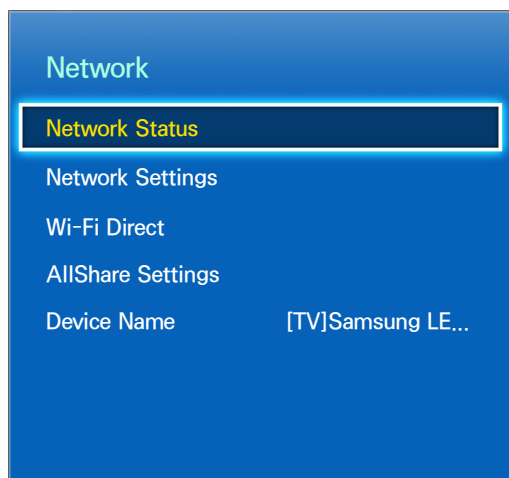 Network
Network Status
Network Settings
Wi-Fi Direct
AllShare Settings
Device Name [TV]Samsung LE...